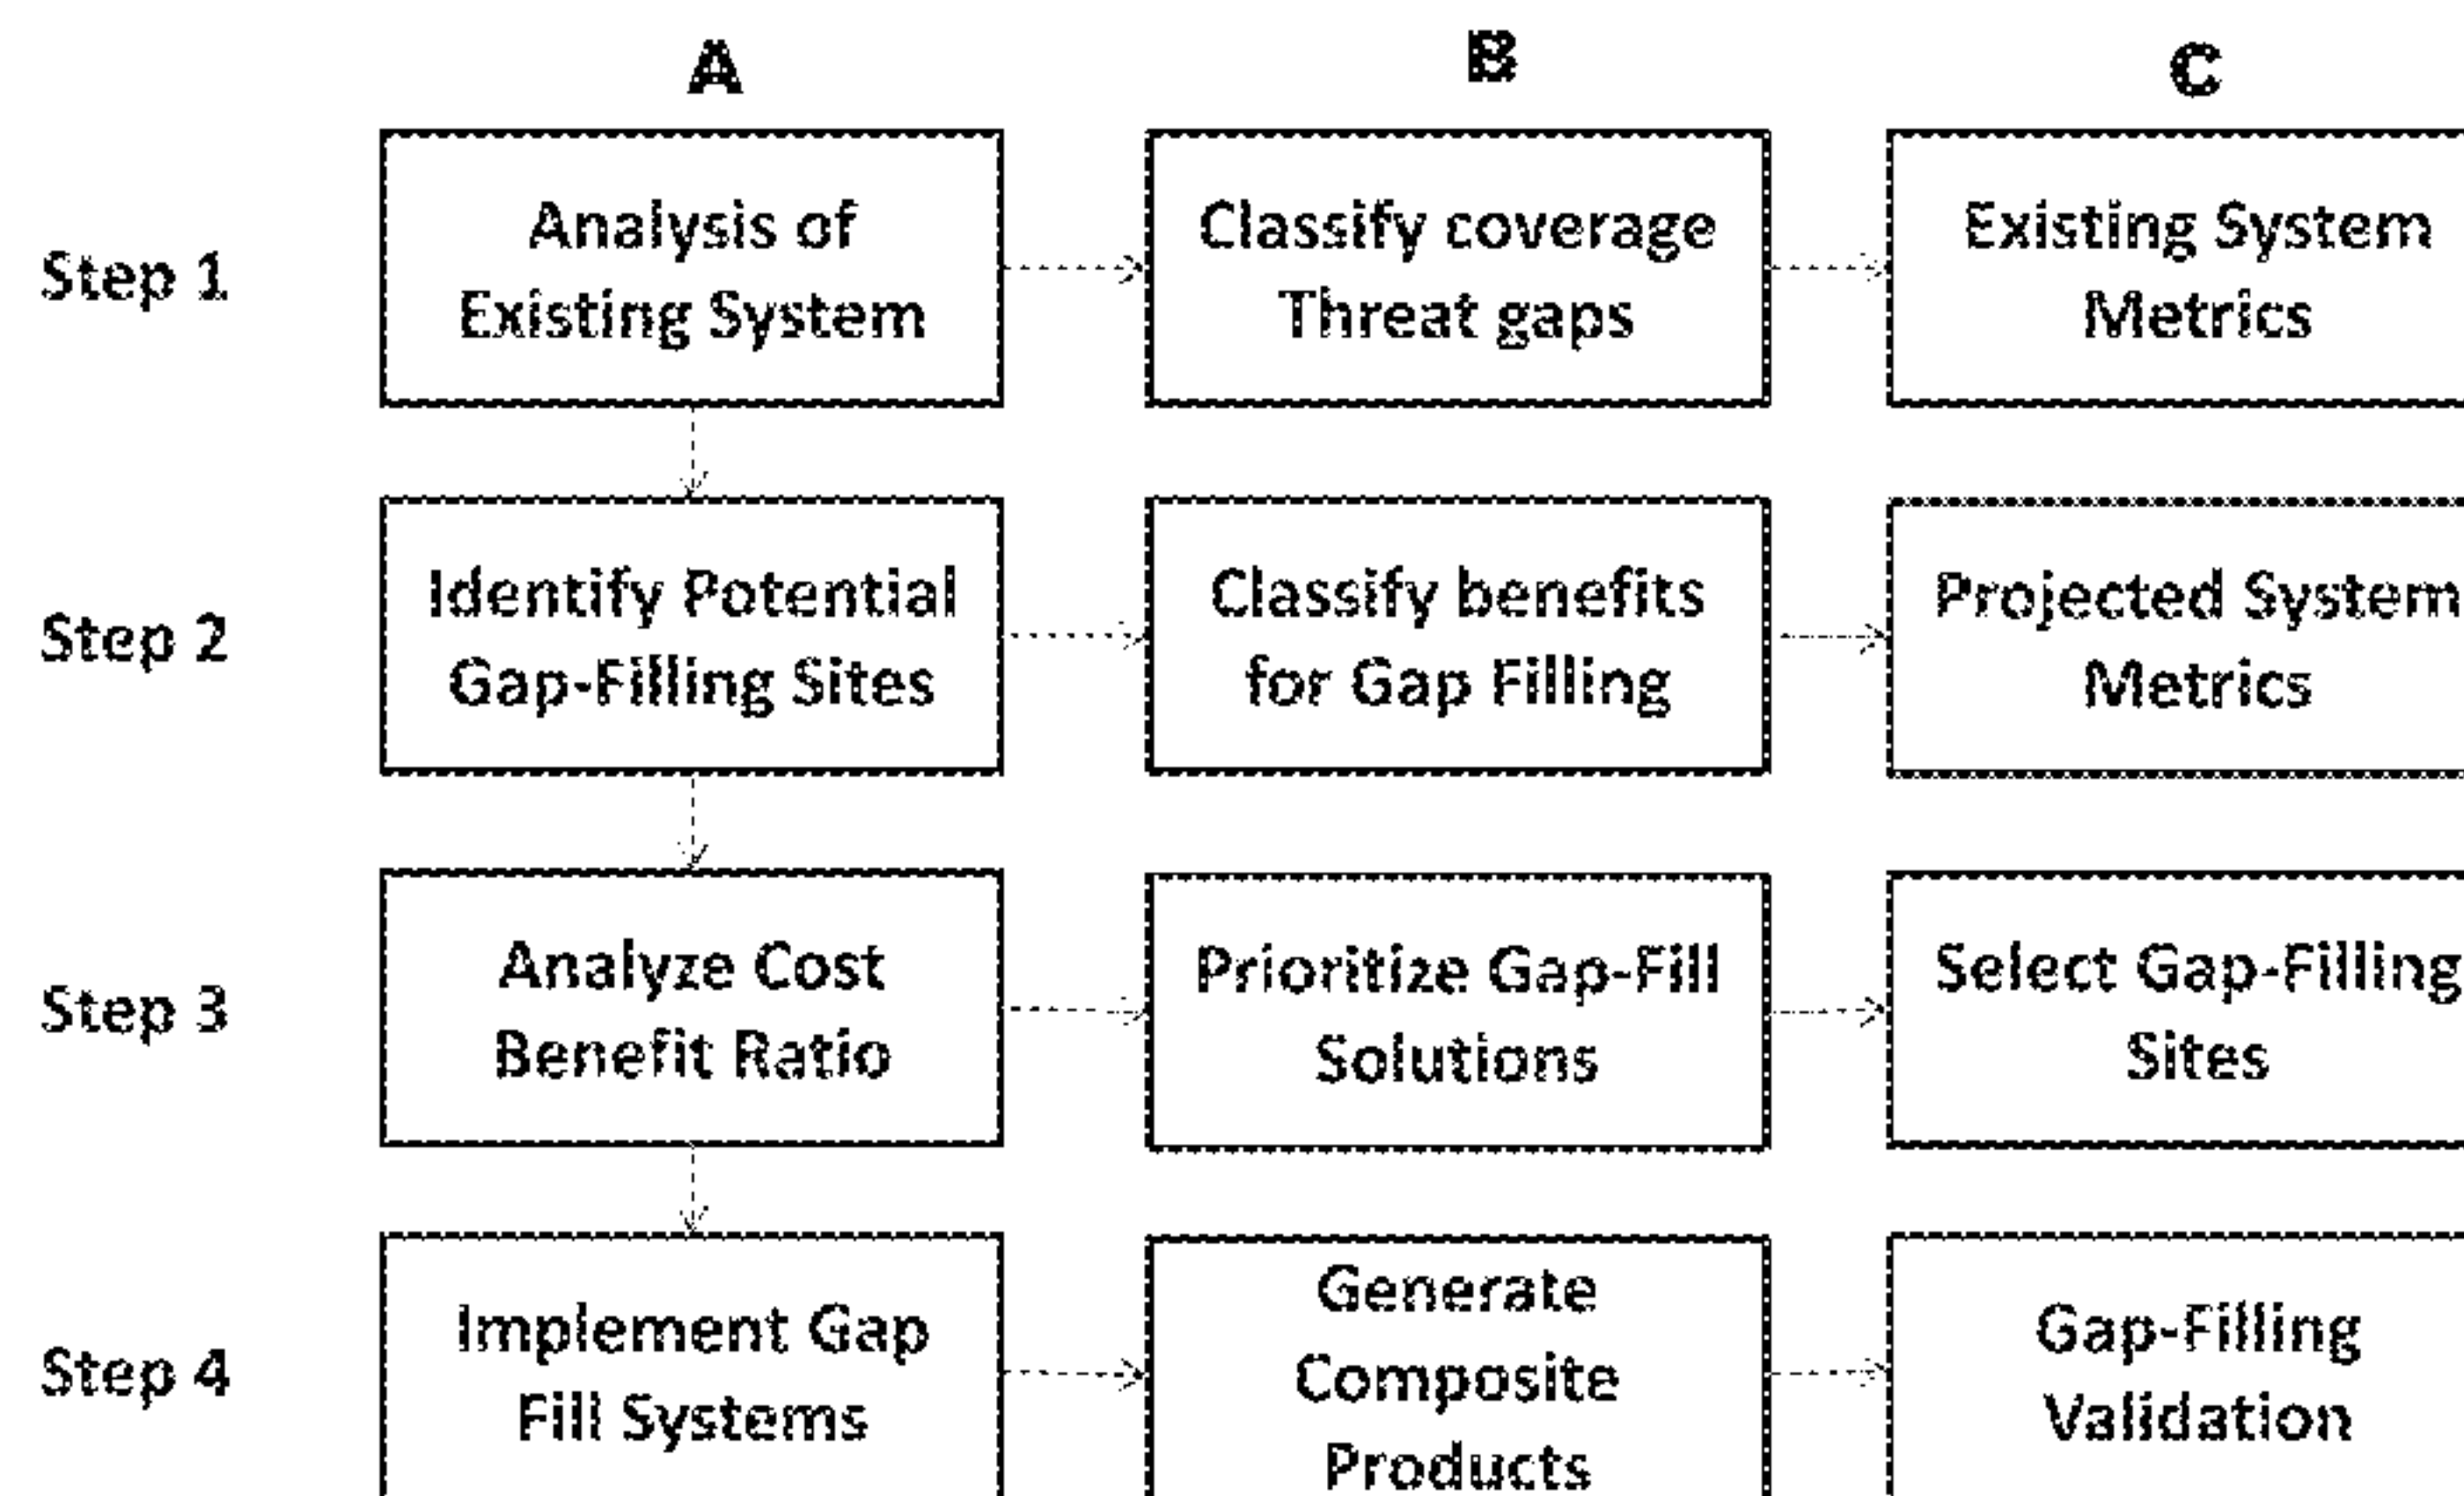 A
B
C
Step 1
Analysis of
Existing System
Classify coverage
Threat gaps
Existing System
Metrics
Step 2
Identify Potential
Gap-Filling Sites
Classify benefits
for Gap Filling
Projected System
Metrics
Step 3
Analyze Cost
Benefit Ratio
Prioritize Gap-Fill
Solutions
Select Gap-Filling
Sites
Step 4
Implement Gap
Fill Systems
Generate
Composite
Products
Gap-Filling
Validation